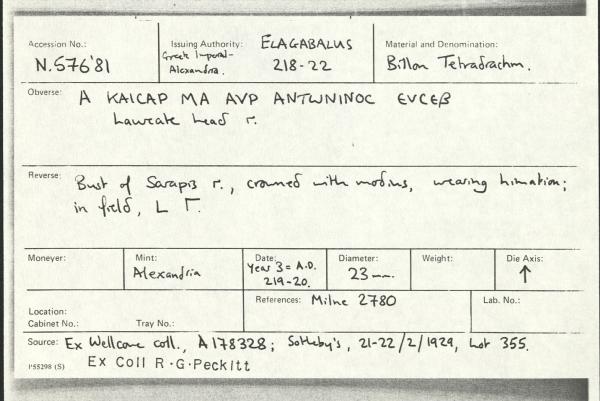 Accession No.: N.576'81
Issuing Authority: ELAGABALUS
Greek Imperial-
Alexandria. 218-22
Material and Denomination:
Billon Tetradrachm.
Obverse: A KAICAP MA AVP ANTWNINOC EVCEB
Laureate head r.
Reverse: Bust of Sarapis r., crowned with modius, wearing himation;
in field, L Γ.
Moneyer:
Mint: Alexandria
Date: Year 3 = A.D. 219-20.
Diameter: 23mm.
Weight:
Die Axis: ↑
Location:
Cabinet No.: Tray No.:
References: Milne 2780
Lab. No.:
Source: Ex Wellcome coll., A178328; Sotheby's, 21-22/2/1929, Lot 355.
Ex Coll R·G·Peckitt
P55298 (S)